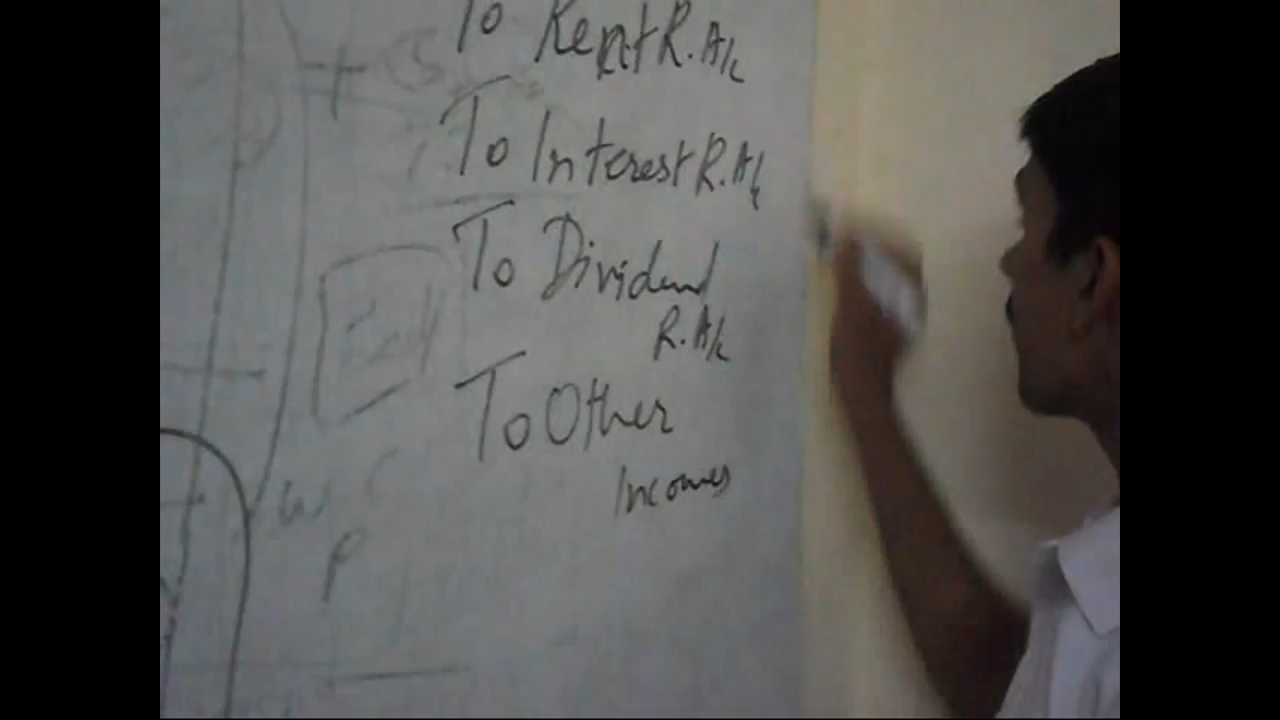 To Rent R. A/c
To Interest R. A/c
To Dividend
R. A/c
To Other
Incomes
W
P